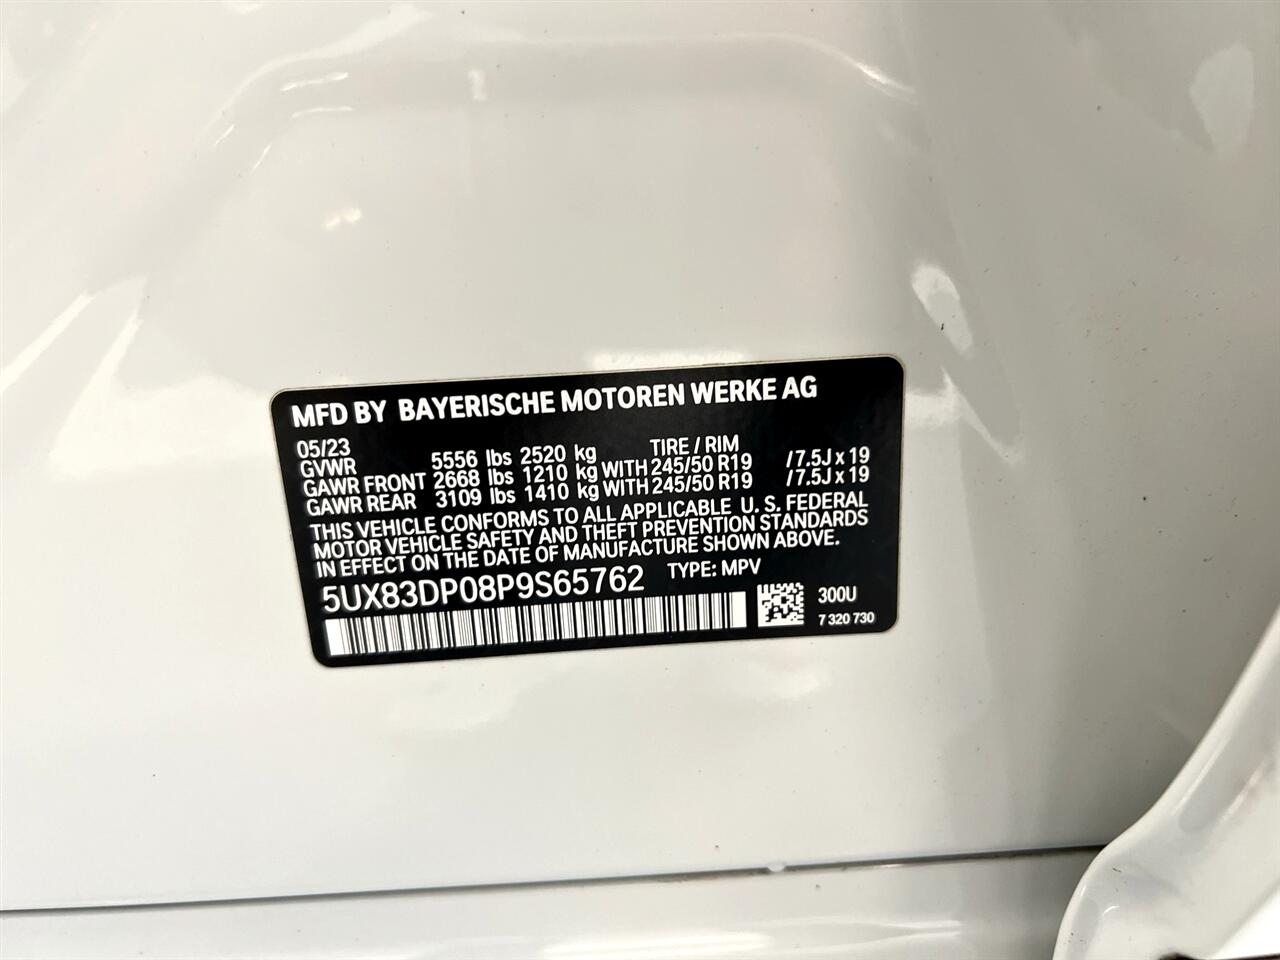 MFD BY BAYERISCHE MOTOREN WERKE AG
05/23 TIRE / RIM
GVWR 5556 lbs 2520 kg
GAWR FRONT 2668 lbs 1210 kg WITH 245/50 R19 /7.5J x 19
GAWR REAR 3109 lbs 1410 kg WITH 245/50 R19 /7.5J x 19
THIS VEHICLE CONFORMS TO ALL APPLICABLE U. S. FEDERAL
MOTOR VEHICLE SAFETY AND THEFT PREVENTION STANDARDS
IN EFFECT ON THE DATE OF MANUFACTURE SHOWN ABOVE.
5UX83DP08P9S65762 TYPE: MPV
300U
7 320 730